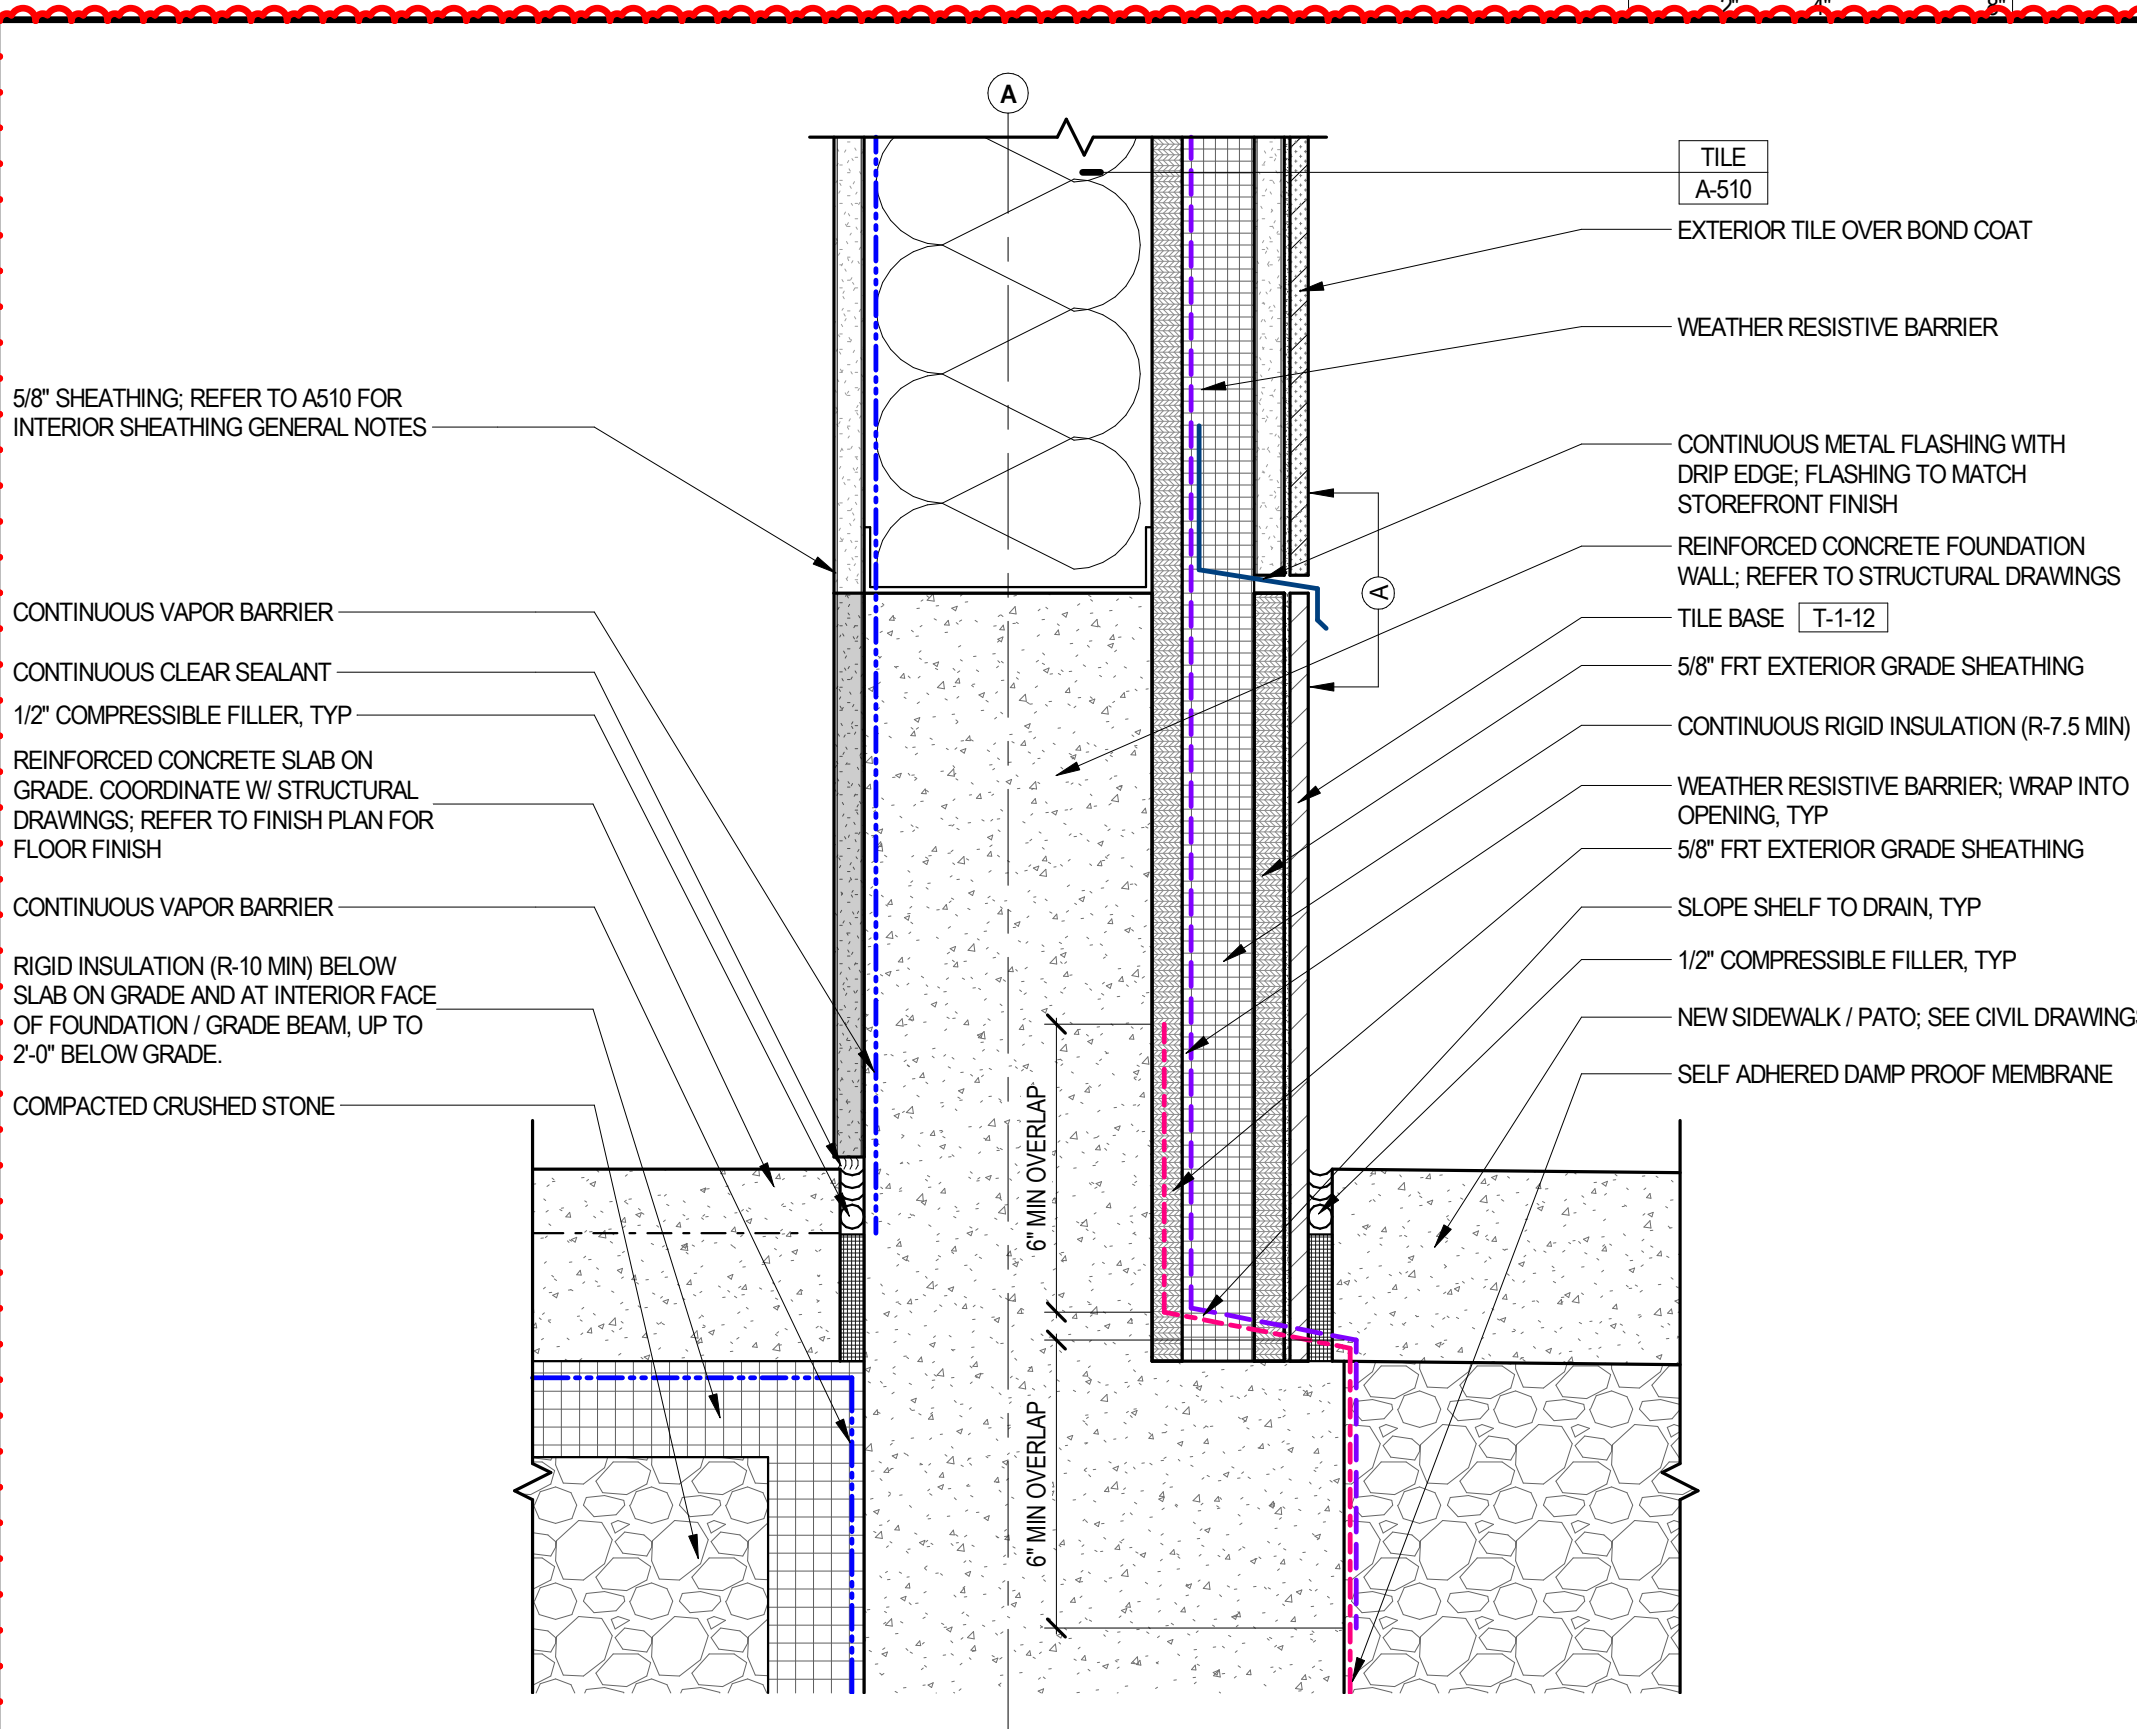 2" 4" 8"
A
TILE
A-510
EXTERIOR TILE OVER BOND COAT
WEATHER RESISTIVE BARRIER
CONTINUOUS METAL FLASHING WITH
DRIP EDGE; FLASHING TO MATCH
STOREFRONT FINISH
REINFORCED CONCRETE FOUNDATION
WALL; REFER TO STRUCTURAL DRAWINGS
A
TILE BASE T-1-12
5/8" FRT EXTERIOR GRADE SHEATHING
CONTINUOUS RIGID INSULATION (R-7.5 MIN)
WEATHER RESISTIVE BARRIER; WRAP INTO
OPENING, TYP
5/8" FRT EXTERIOR GRADE SHEATHING
SLOPE SHELF TO DRAIN, TYP
1/2" COMPRESSIBLE FILLER, TYP
NEW SIDEWALK / PATO; SEE CIVIL DRAWINGS
SELF ADHERED DAMP PROOF MEMBRANE
5/8" SHEATHING; REFER TO A510 FOR
INTERIOR SHEATHING GENERAL NOTES
CONTINUOUS VAPOR BARRIER
CONTINUOUS CLEAR SEALANT
1/2" COMPRESSIBLE FILLER, TYP
REINFORCED CONCRETE SLAB ON
GRADE. COORDINATE W/ STRUCTURAL
DRAWINGS; REFER TO FINISH PLAN FOR
FLOOR FINISH
CONTINUOUS VAPOR BARRIER
RIGID INSULATION (R-10 MIN) BELOW
SLAB ON GRADE AND AT INTERIOR FACE
OF FOUNDATION / GRADE BEAM, UP TO
2'-0" BELOW GRADE.
COMPACTED CRUSHED STONE
6" MIN OVERLAP
6" MIN OVERLAP